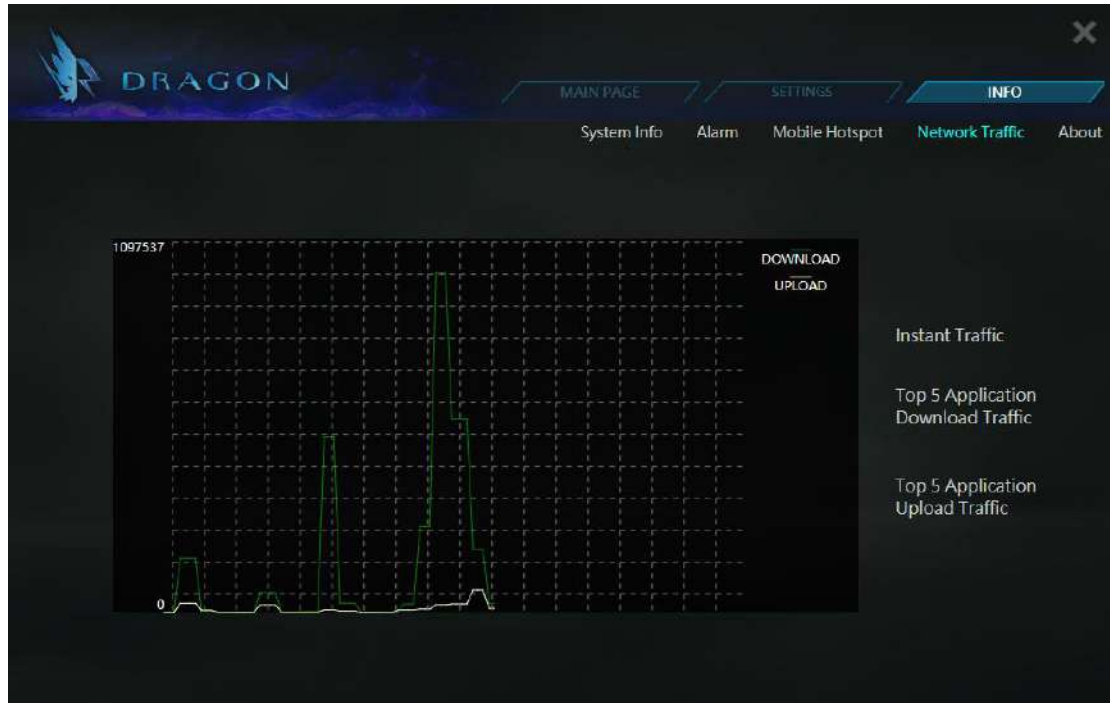 DRAGON
MAIN PAGE
SETTINGS
INFO
System Info
Alarm
Mobile Hotspot
Network Traffic
About
1097537
DOWNLOAD
UPLOAD
0
Instant Traffic
Top 5 Application
Download Traffic
Top 5 Application
Upload Traffic